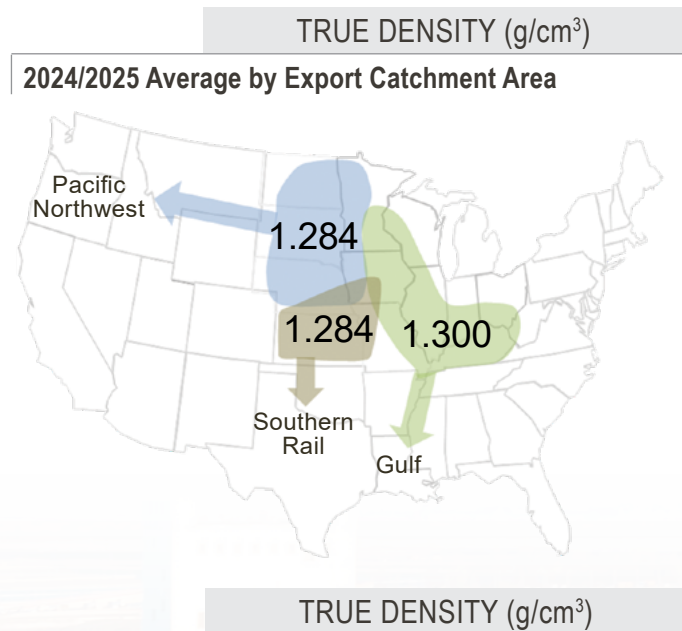 TRUE DENSITY (g/cm³)
2024/2025 Average by Export Catchment Area
Pacific
Northwest
1.284
1.284
1.300
Southern
Rail
Gulf
TRUE DENSITY (g/cm³)